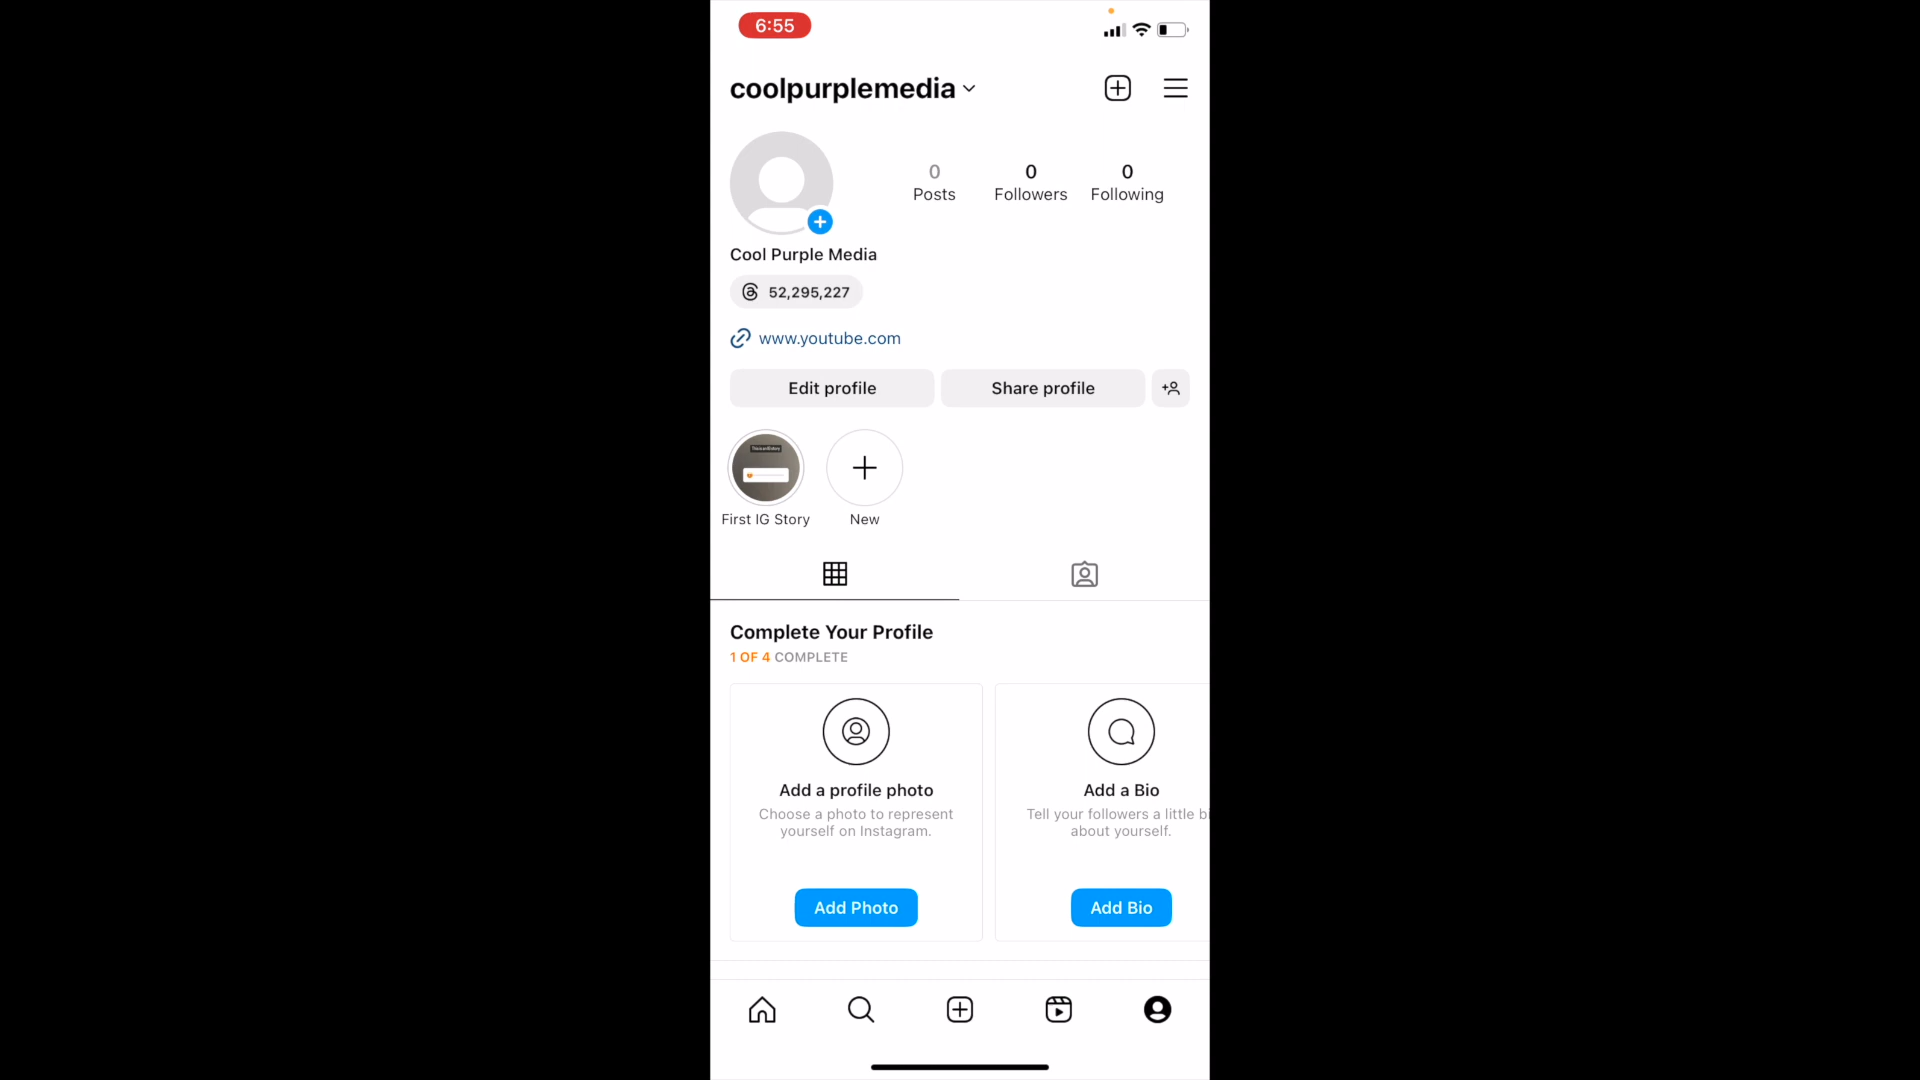 6:55
coolpurplemedia
0
Posts
0
Followers
0
Following
Cool Purple Media
52,295,227
www.youtube.com
Edit profile
Share profile
First IG Story
New
Complete Your Profile
1 OF 4 COMPLETE
Add a profile photo
Choose a photo to represent
yourself on Instagram.
Add Photo
Add a Bio
Tell your followers a little bi
about yourself.
Add Bio